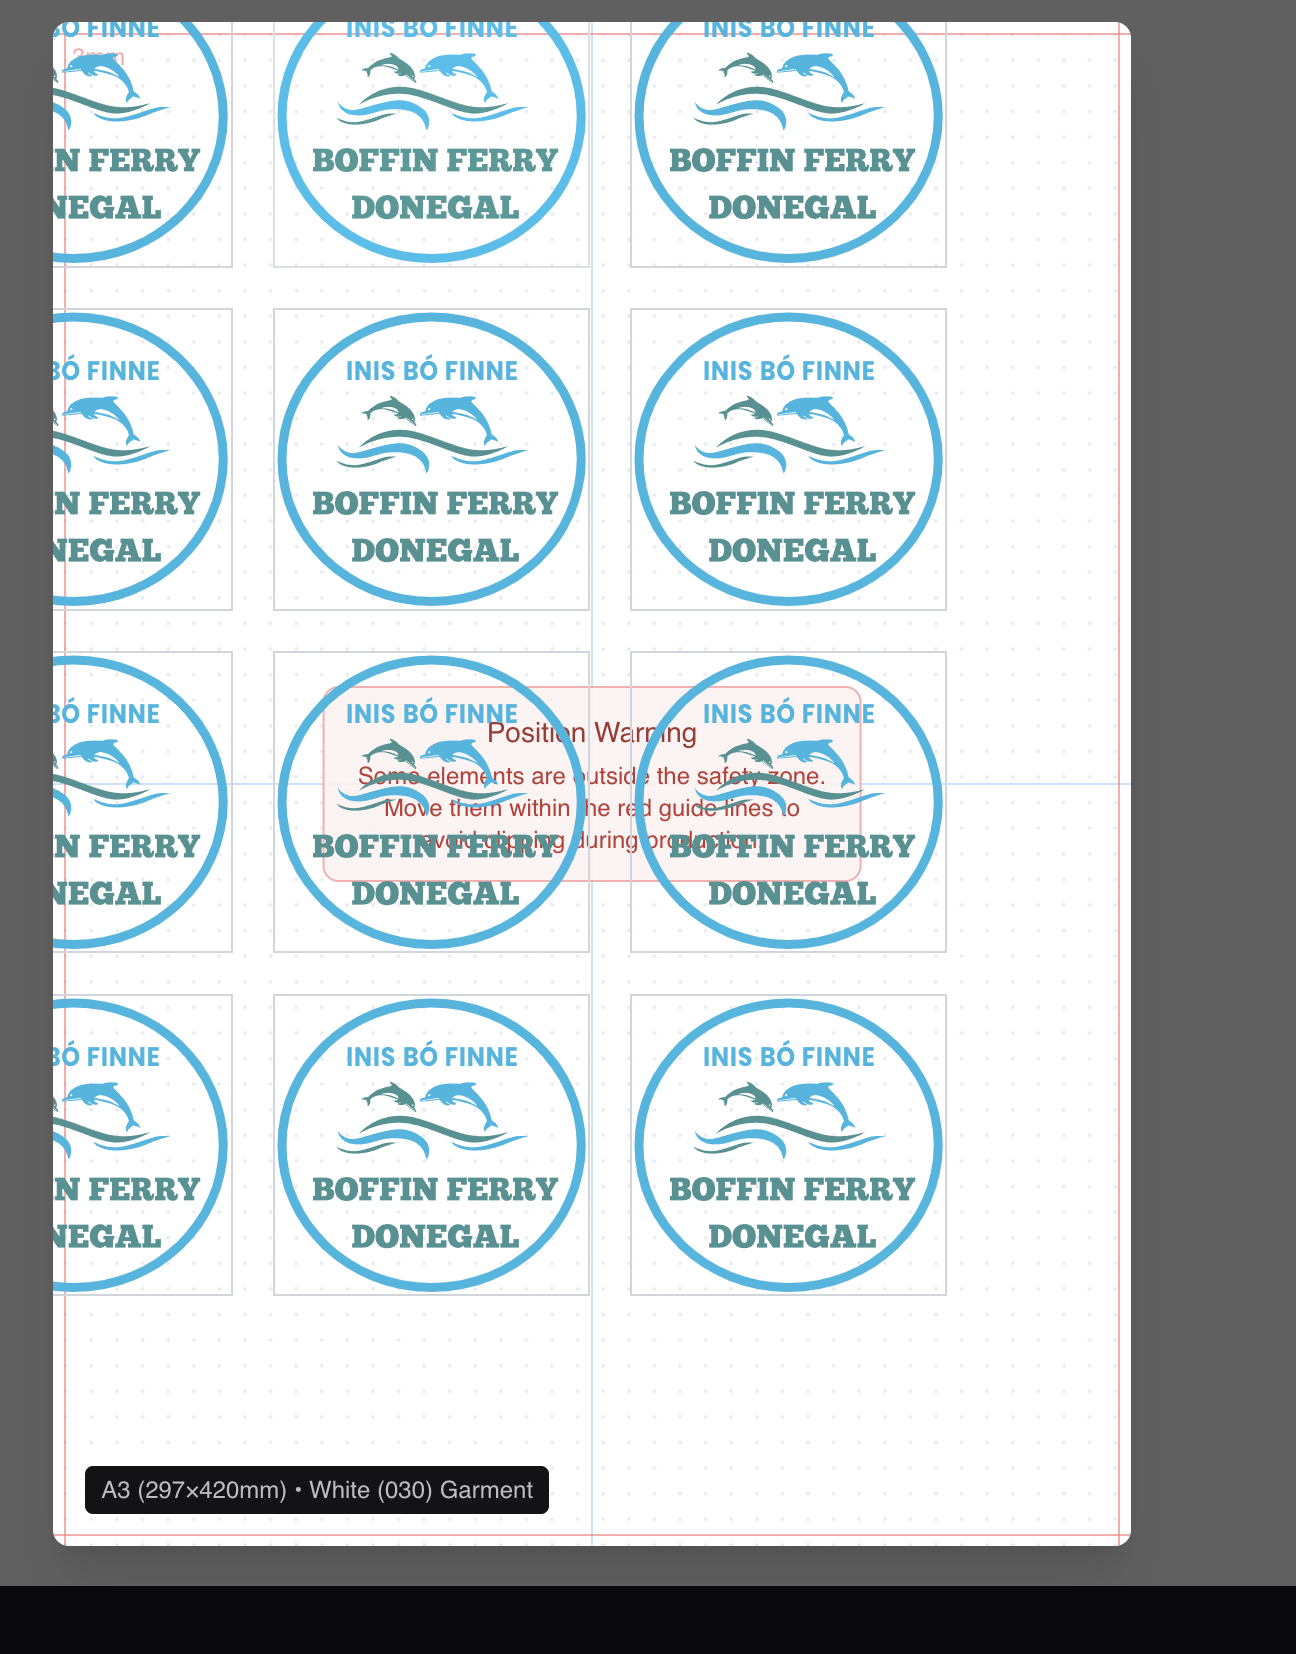 BÓ FINNE INIS BÓ FINNE INIS BÓ FINNE
3mm
N FERRY BOFFIN FERRY BOFFIN FERRY
NEGAL DONEGAL DONEGAL
BÓ FINNE INIS BÓ FINNE INIS BÓ FINNE
N FERRY BOFFIN FERRY BOFFIN FERRY
NEGAL DONEGAL DONEGAL
BÓ FINNE INIS BÓ FINNE INIS BÓ FINNE
Position Warning
Some elements are outside the safety zone.
Move them within the red guide lines to
avoid clipping during production.
N FERRY BOFFIN FERRY BOFFIN FERRY
NEGAL DONEGAL DONEGAL
BÓ FINNE INIS BÓ FINNE INIS BÓ FINNE
N FERRY BOFFIN FERRY BOFFIN FERRY
NEGAL DONEGAL DONEGAL
A3 (297×420mm) • White (030) Garment